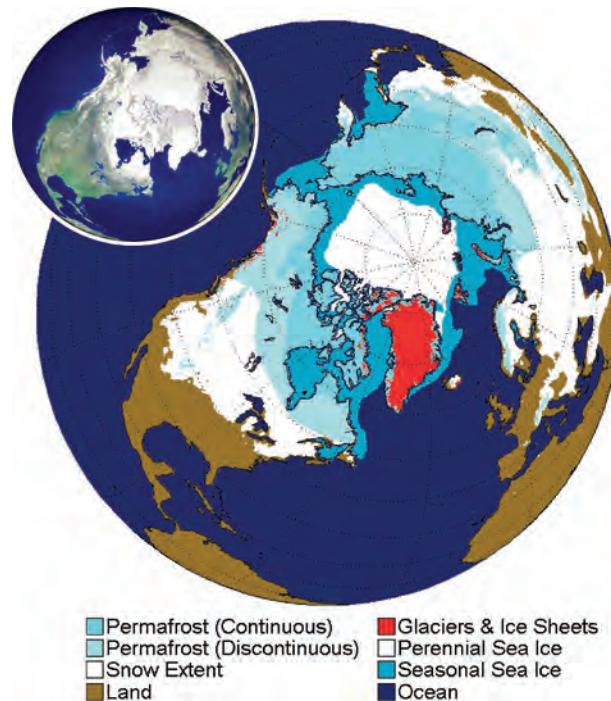 Permafrost (Continuous)
Permafrost (Discontinuous)
Snow Extent
Land
Glaciers & Ice Sheets
Perennial Sea Ice
Seasonal Sea Ice
Ocean